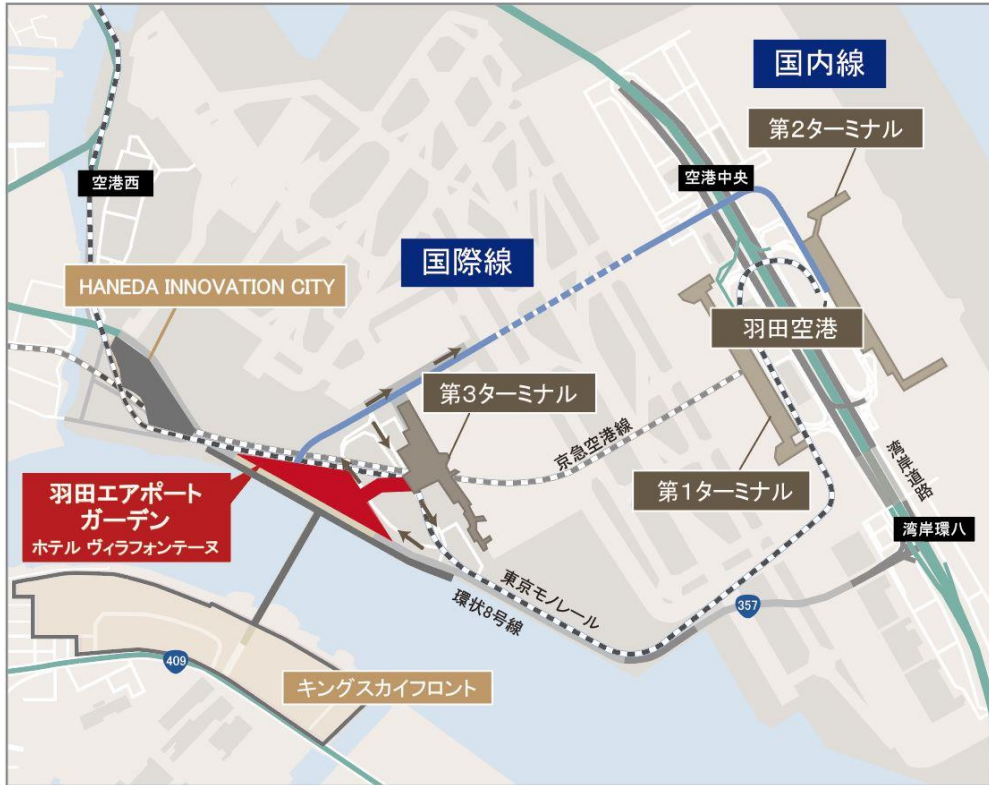 国内線
第2ターミナル
空港中央
空港西
国際線
HANEDA INNOVATION CITY
羽田空港
第3ターミナル
京急空港線
湾岸道路
第1ターミナル
羽田エアポート
ガーデン
ホテル ヴィラフォンテーヌ
湾岸環八
東京モノレール
環状8号線
357
409
キングスカイフロント